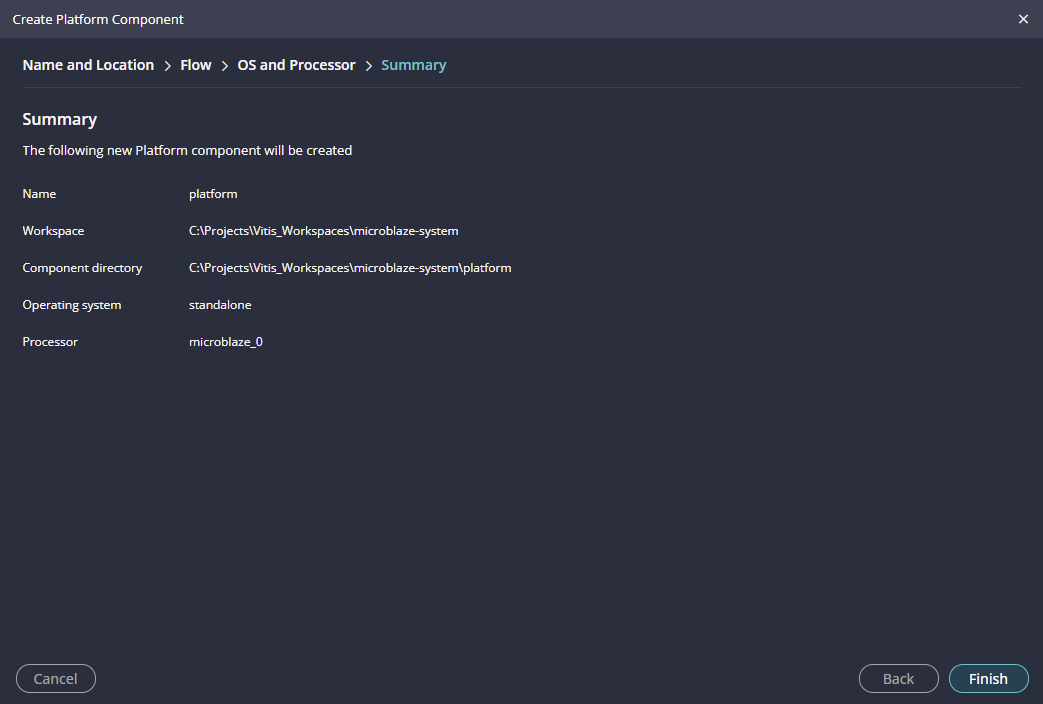 Create Platform Component
Name and Location > Flow > OS and Processor > Summary
Summary
The following new Platform component will be created
Name platform
Workspace C:\Projects\Vitis_Workspaces\microblaze-system
Component directory C:\Projects\Vitis_Workspaces\microblaze-system\platform
Operating system standalone
Processor microblaze_0
Cancel Back Finish